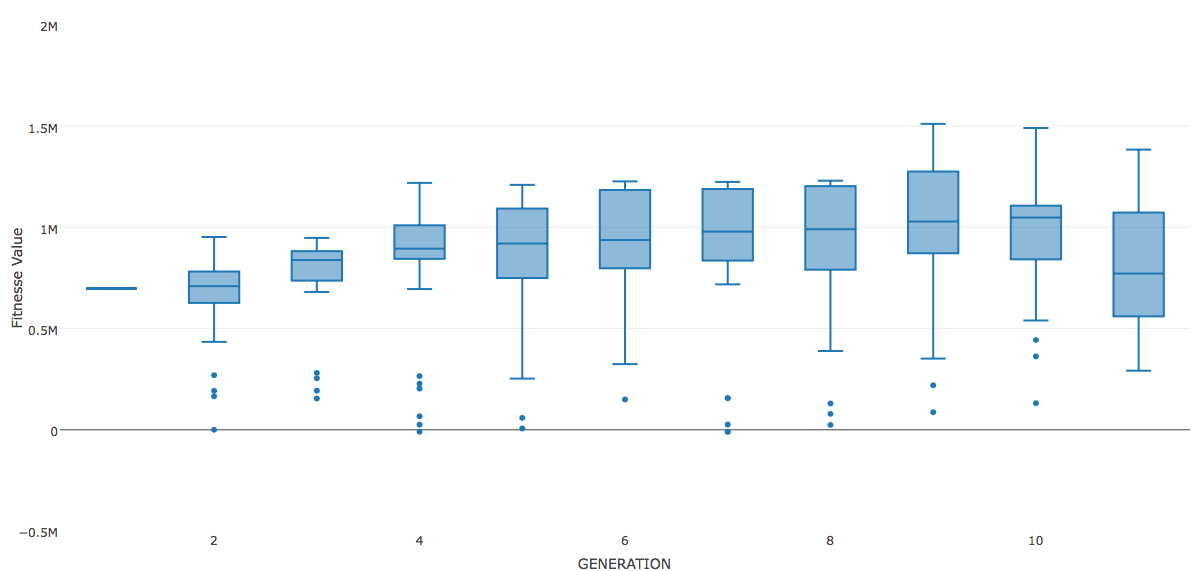 2M
1.5M
1M
0.5M
0
−0.5M
Fitnesse Value
2
4
6
8
10
GENERATION